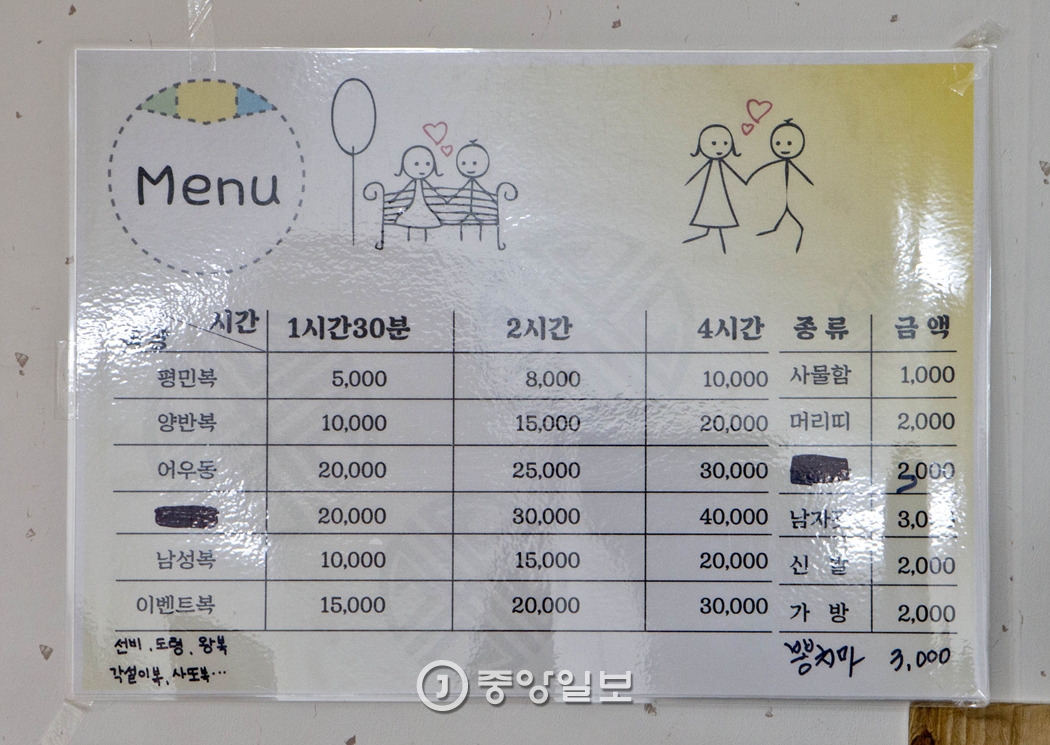 Menu
시간 1시간30분 2시간 4시간 종류 금액
평민복 5,000 8,000 10,000 사물함 1,000
양반복 10,000 15,000 20,000 머리띠 2,000
어우동 20,000 25,000 30,000 2,000
20,000 30,000 40,000
남성복 10,000 15,000 20,000 신발 2,000
이벤트복 15,000 20,000 30,000 가방 2,000
선비, 도령, 왕복 3,000
각설이복, 사또복...
중앙일보